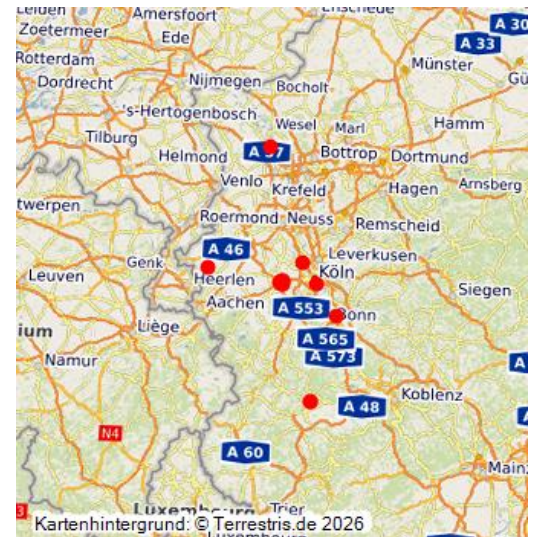 Leiden
Enschede
Amersfoort
A 30
Zoetermeer
Ede
A 33
Rotterdam
Münster
Dordrecht
Nijmegen
Bocholt
Gü
's-Hertogenbosch
Wesel
Marl
Hamm
Tilburg
Helmond
Bottrop
Dortmund
Venlo
Krefeld
Hagen
Arnsberg
twerpen
Roermond
Neuss
Remscheid
A 46
Genk
Leverkusen
Leuven
Heerlen
Köln
Siegen
Aachen
A 553
Bonn
Liège
ium
A 565
Namur
A 573
A
Koblenz
A 48
N4
A 60
Mainz
3
Luxembourg
Trier
Kartenhintergrund: © Terrestris.de 2026